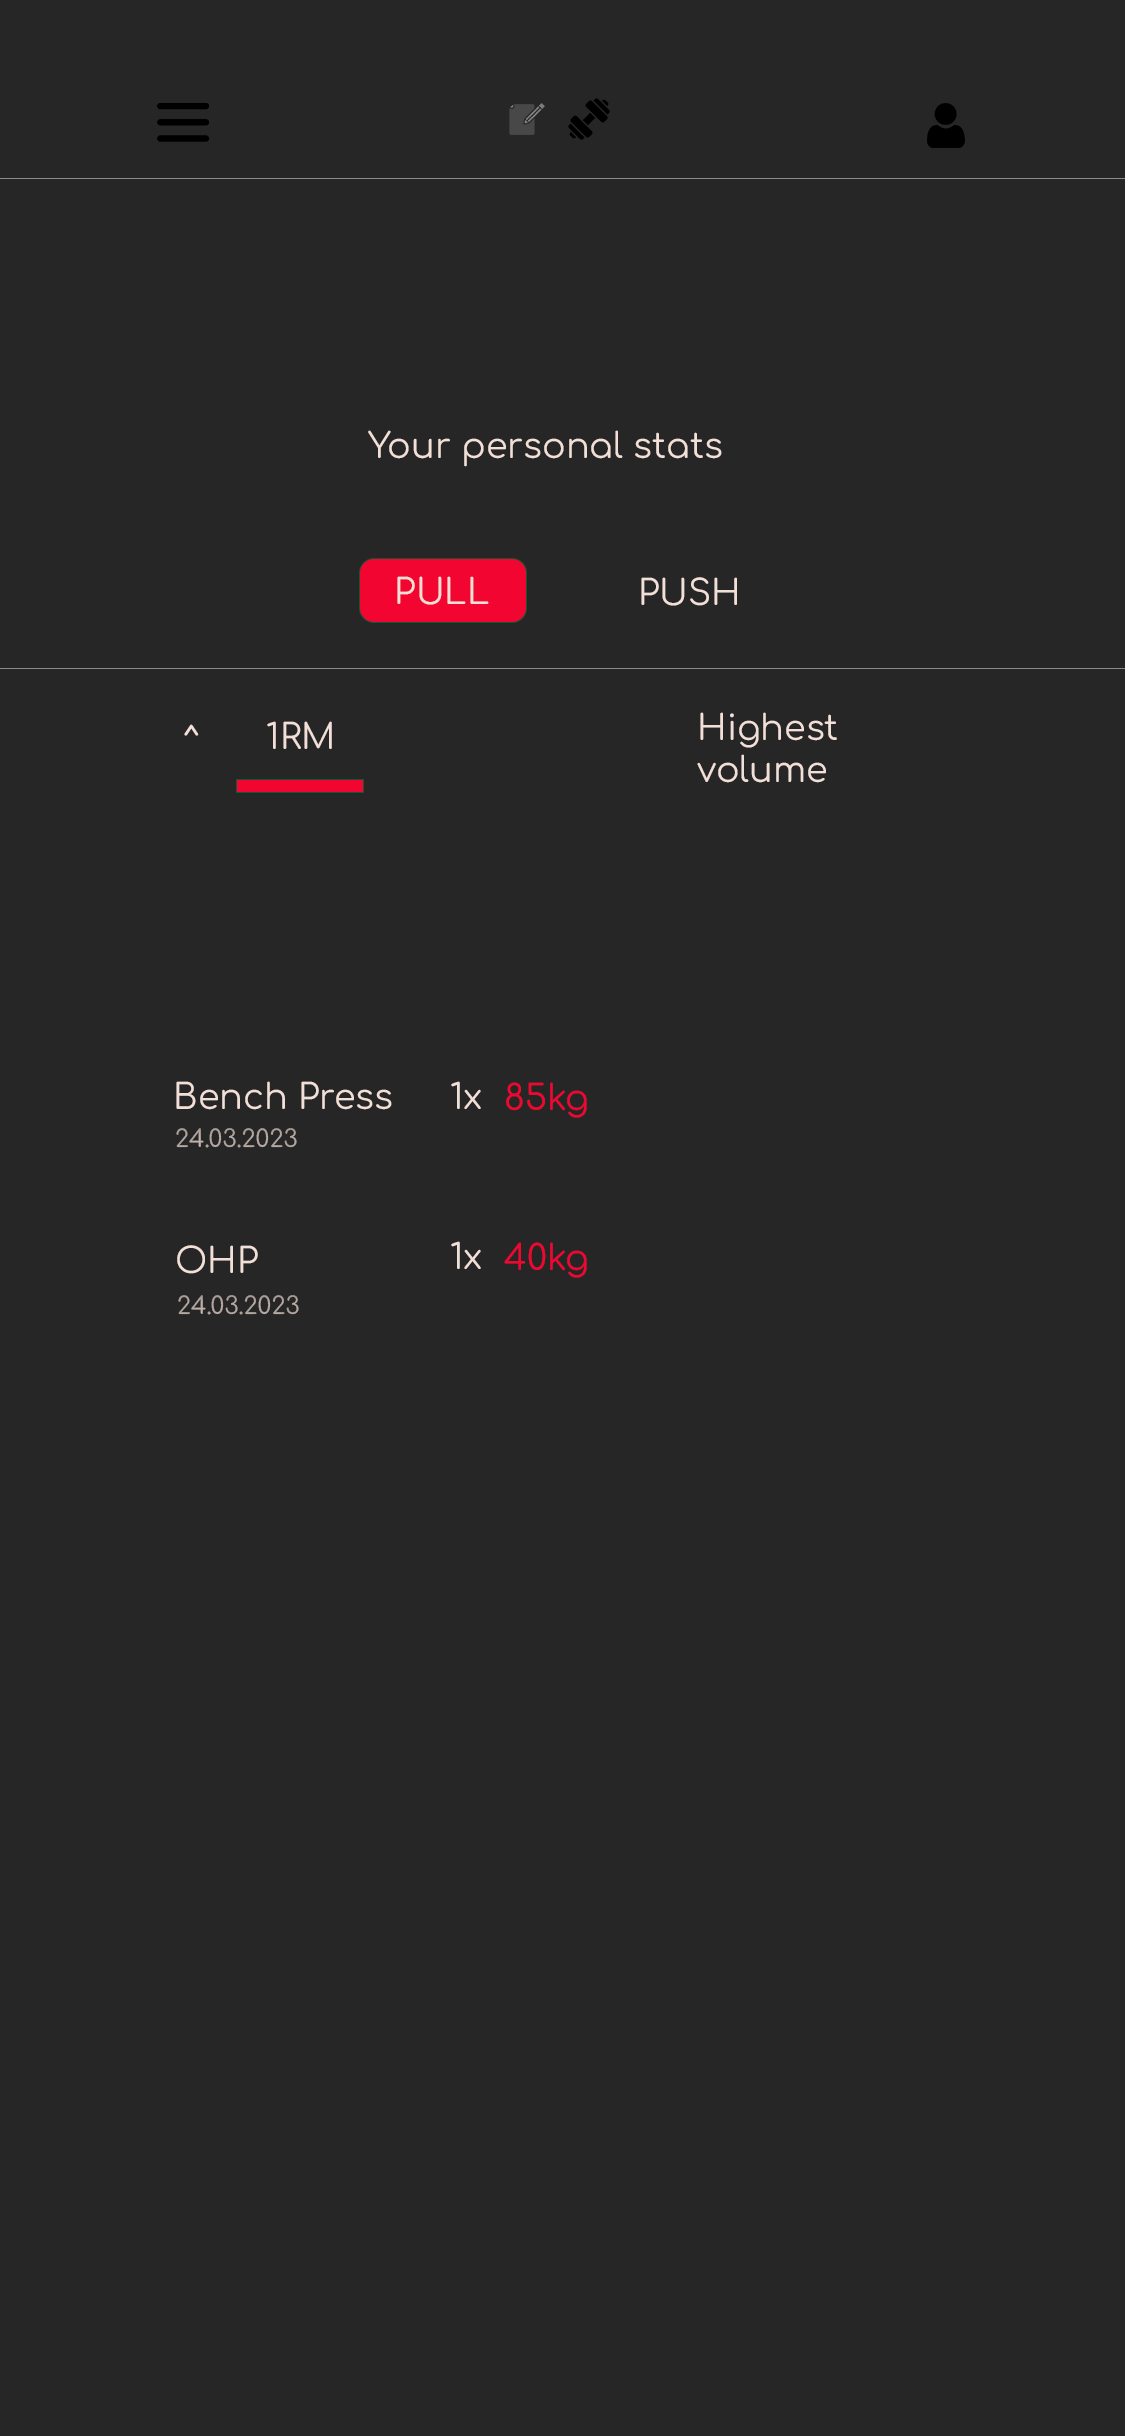 Your personal stats
PULL PUSH
^ 1RM Highest
volume
Bench Press 1x 85kg
24.03.2023
OHP 1x 40kg
24.03.2023